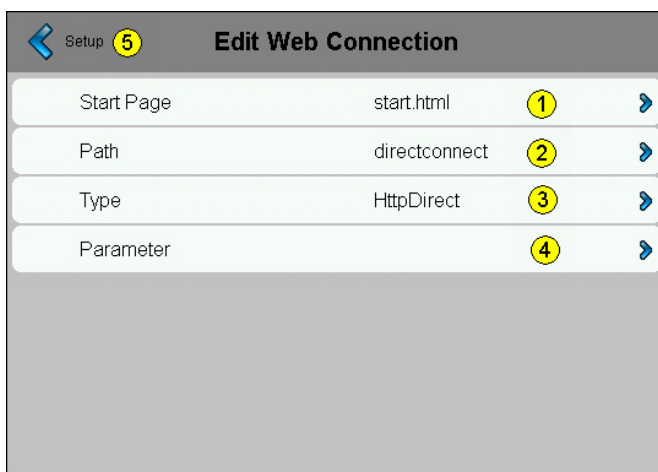 Setup 5 Edit Web Connection
Start Page start.html 1
Path directconnect 2
Type HttpDirect 3
Parameter 4